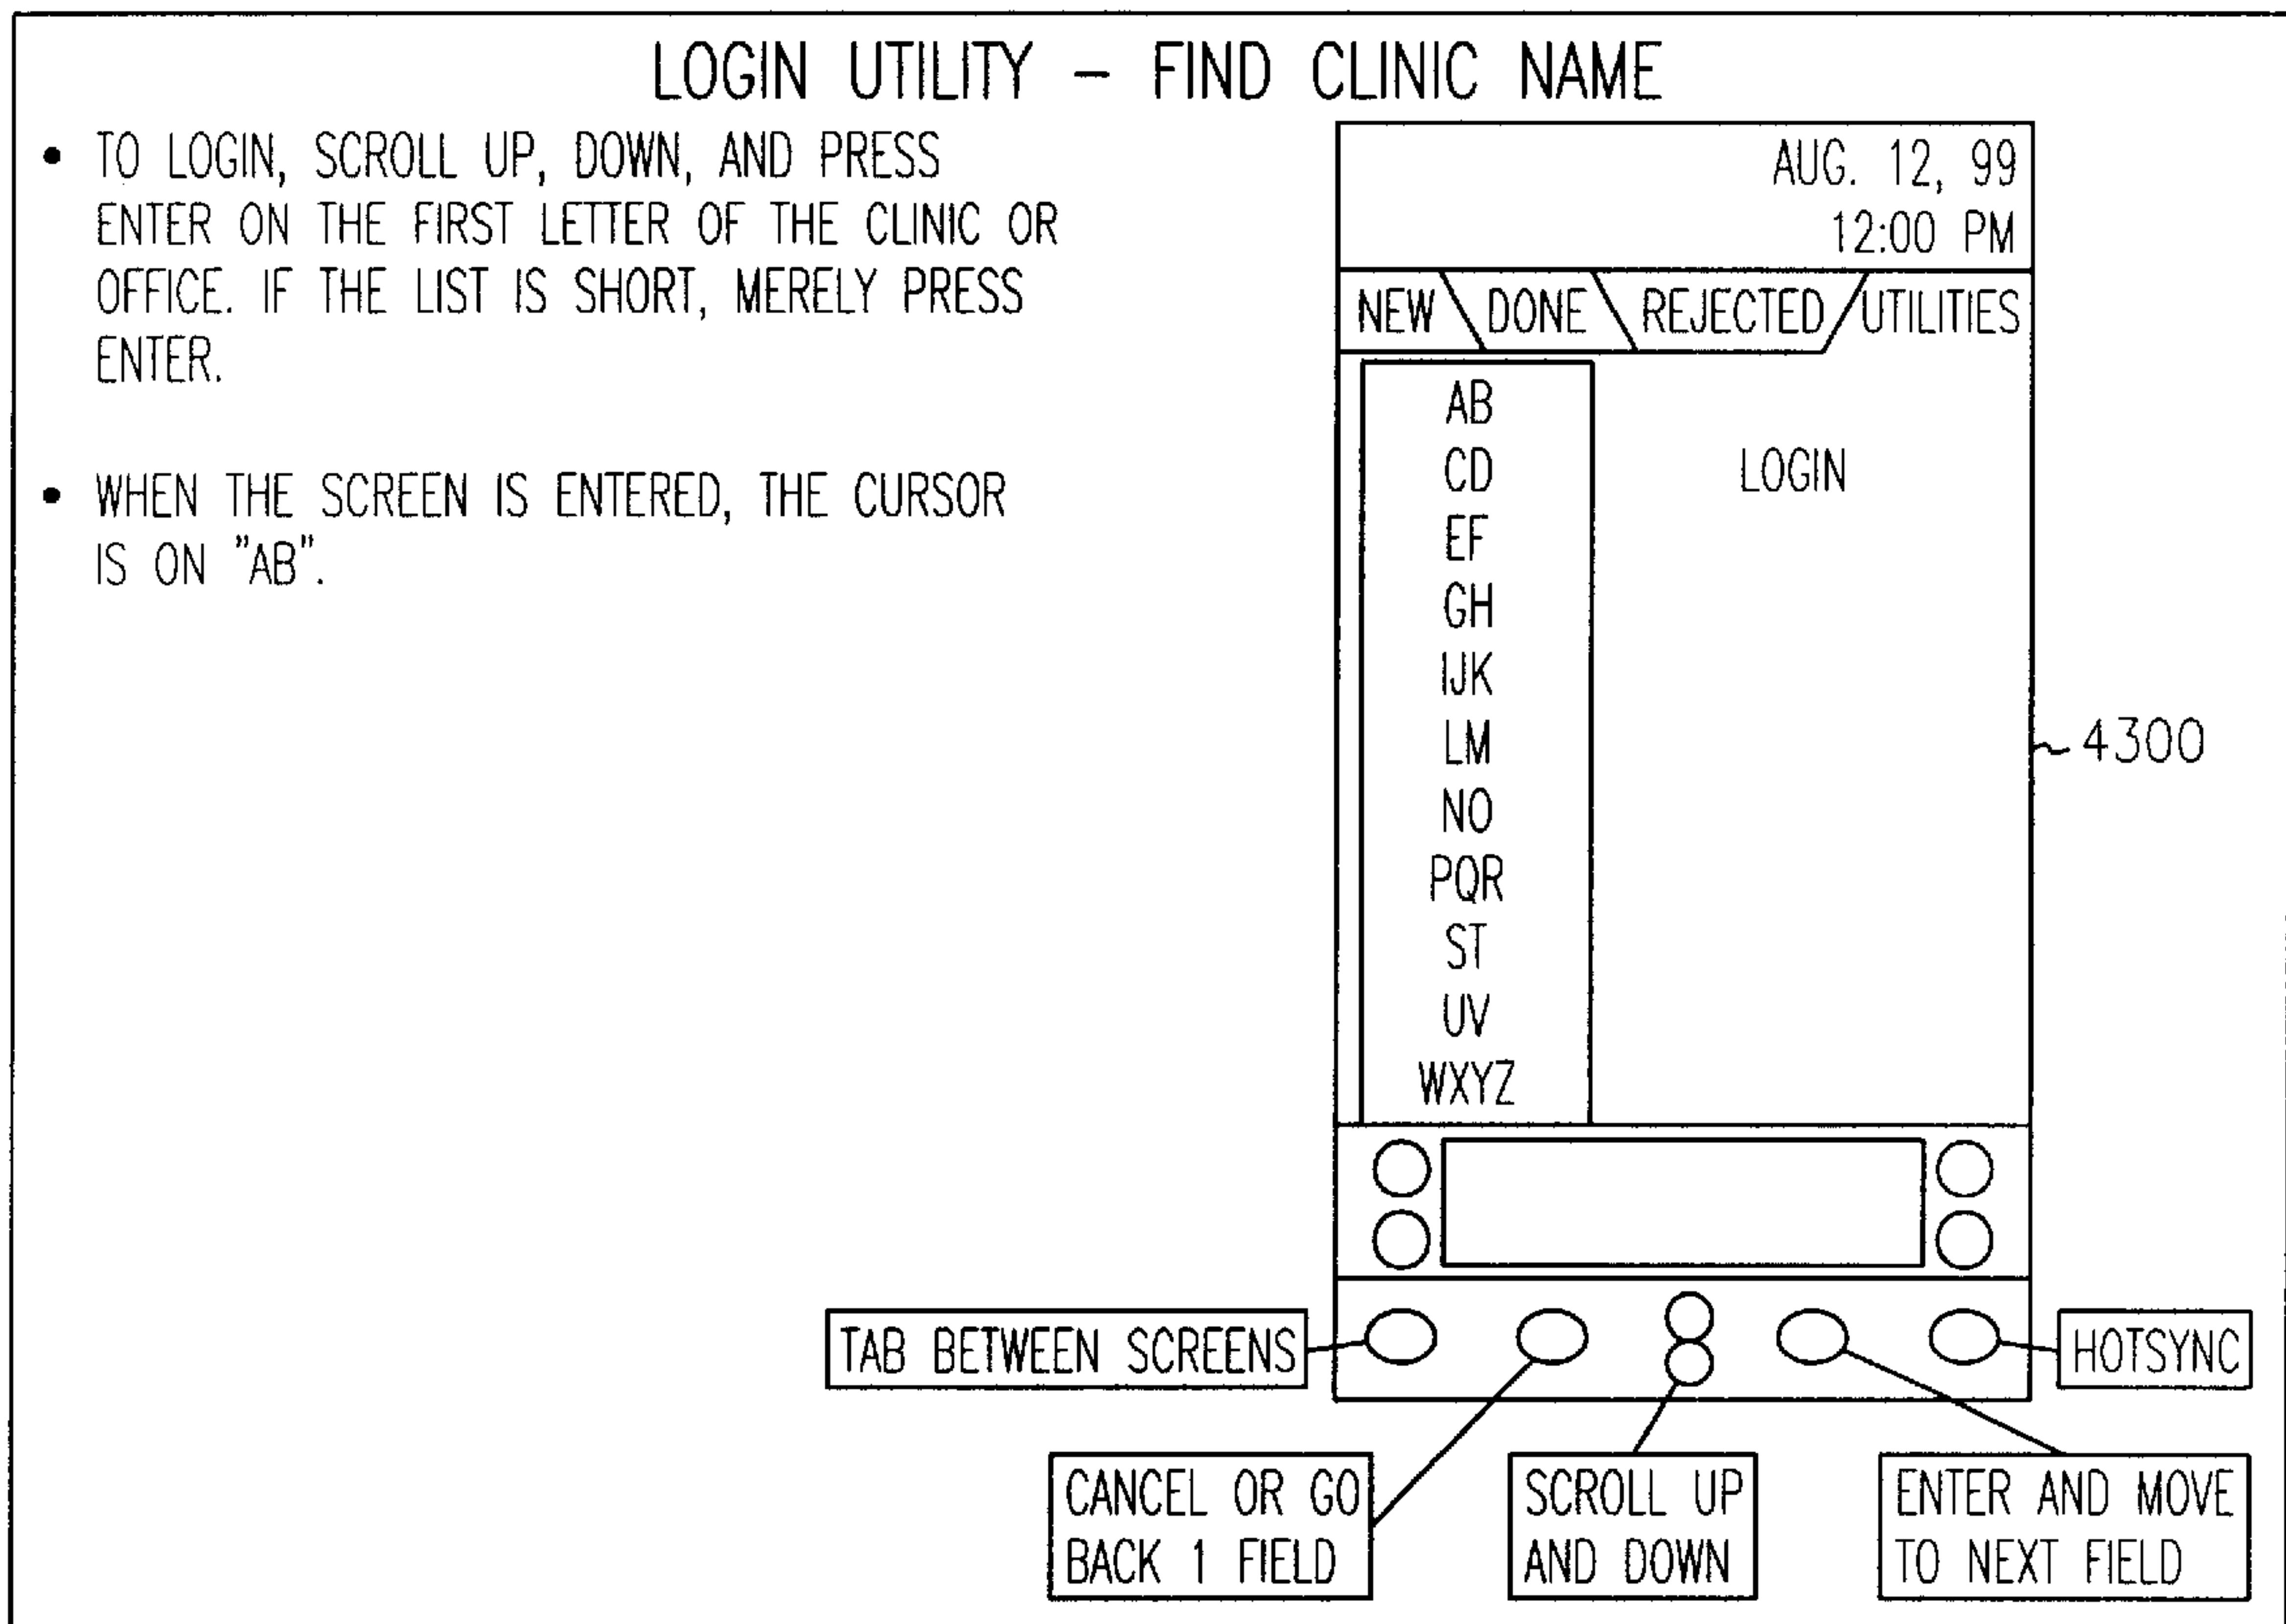 LOGIN UTILITY – FIND CLINIC NAME
• TO LOGIN, SCROLL UP, DOWN, AND PRESS
ENTER ON THE FIRST LETTER OF THE CLINIC OR
OFFICE. IF THE LIST IS SHORT, MERELY PRESS
ENTER.
• WHEN THE SCREEN IS ENTERED, THE CURSOR
IS ON "AB".
AUG. 12, 99
12:00 PM
NEW DONE REJECTED UTILITIES
AB
CD
EF
GH
IJK
LM
NO
PQR
ST
UV
WXYZ
LOGIN
4300
TAB BETWEEN SCREENS
HOTSYNC
CANCEL OR GO
BACK 1 FIELD
SCROLL UP
AND DOWN
ENTER AND MOVE
TO NEXT FIELD